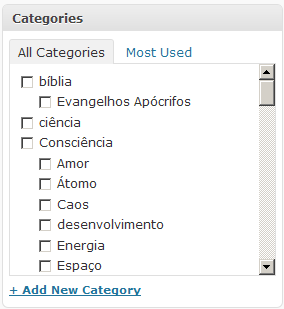 Categories
All Categories Most Used
bíblia
Evangelhos Apócrifos
ciência
Consciência
Amor
Átomo
Caos
desenvolvimento
Energia
Espaço
+ Add New Category